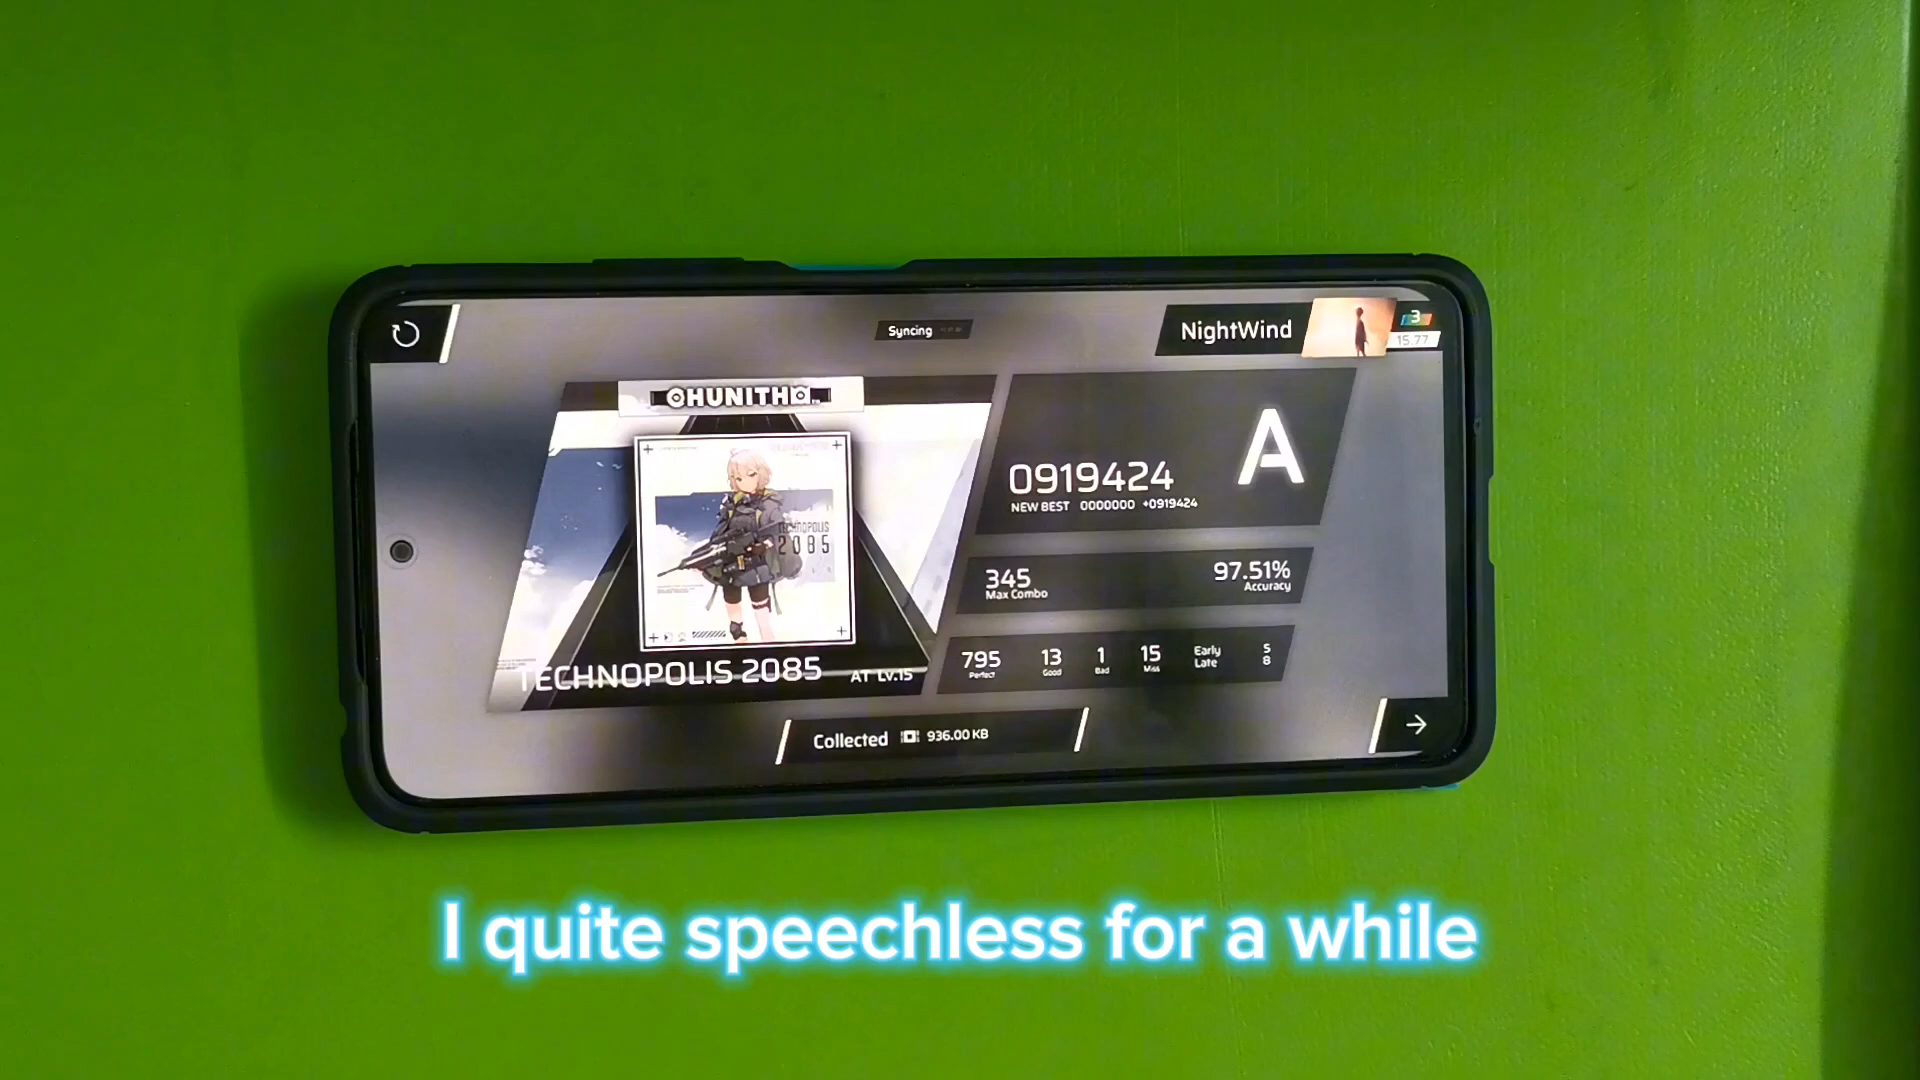 Syncing
NightWind
3
15.77
CHUNITHM
TECHNOPOLIS
2085
TECHNOPOLIS 2085 AT Lv.15
A
0919424
NEW BEST 0000000 +0919424
345
Max Combo
97.51%
Accuracy
795 Perfect
13 Good
1 Bad
15 Miss
Early 5
Late 8
Collected 936.00 KB
I quite speechless for a while